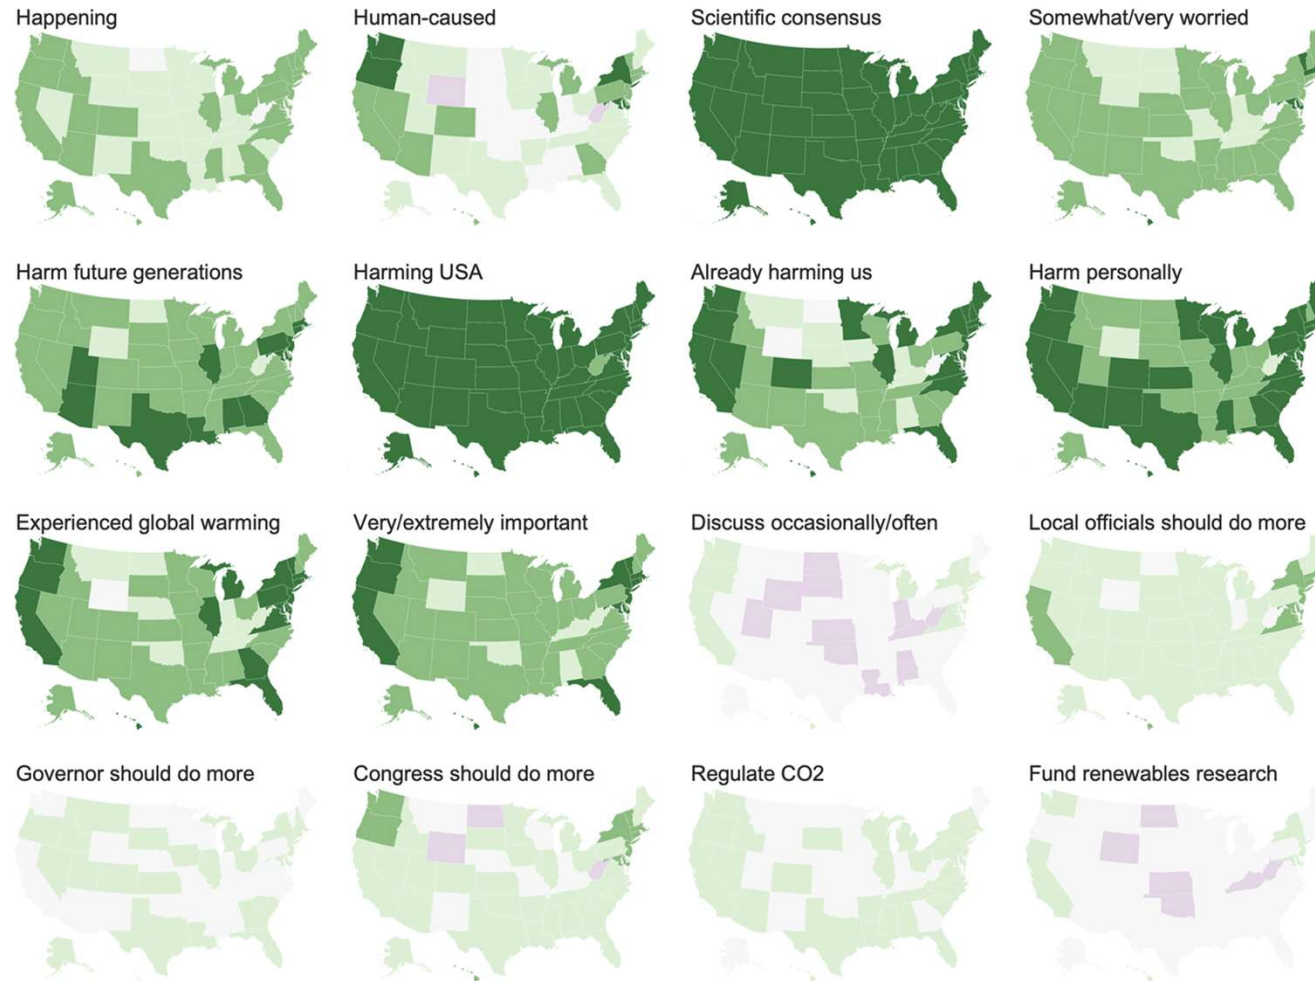 Happening
Human-caused
Scientific consensus
Somewhat/very worried
Harm future generations
Harming USA
Already harming us
Harm personally
Experienced global warming
Very/extremely important
Discuss occasionally/often
Local officials should do more
Governor should do more
Congress should do more
Regulate CO2
Fund renewables research